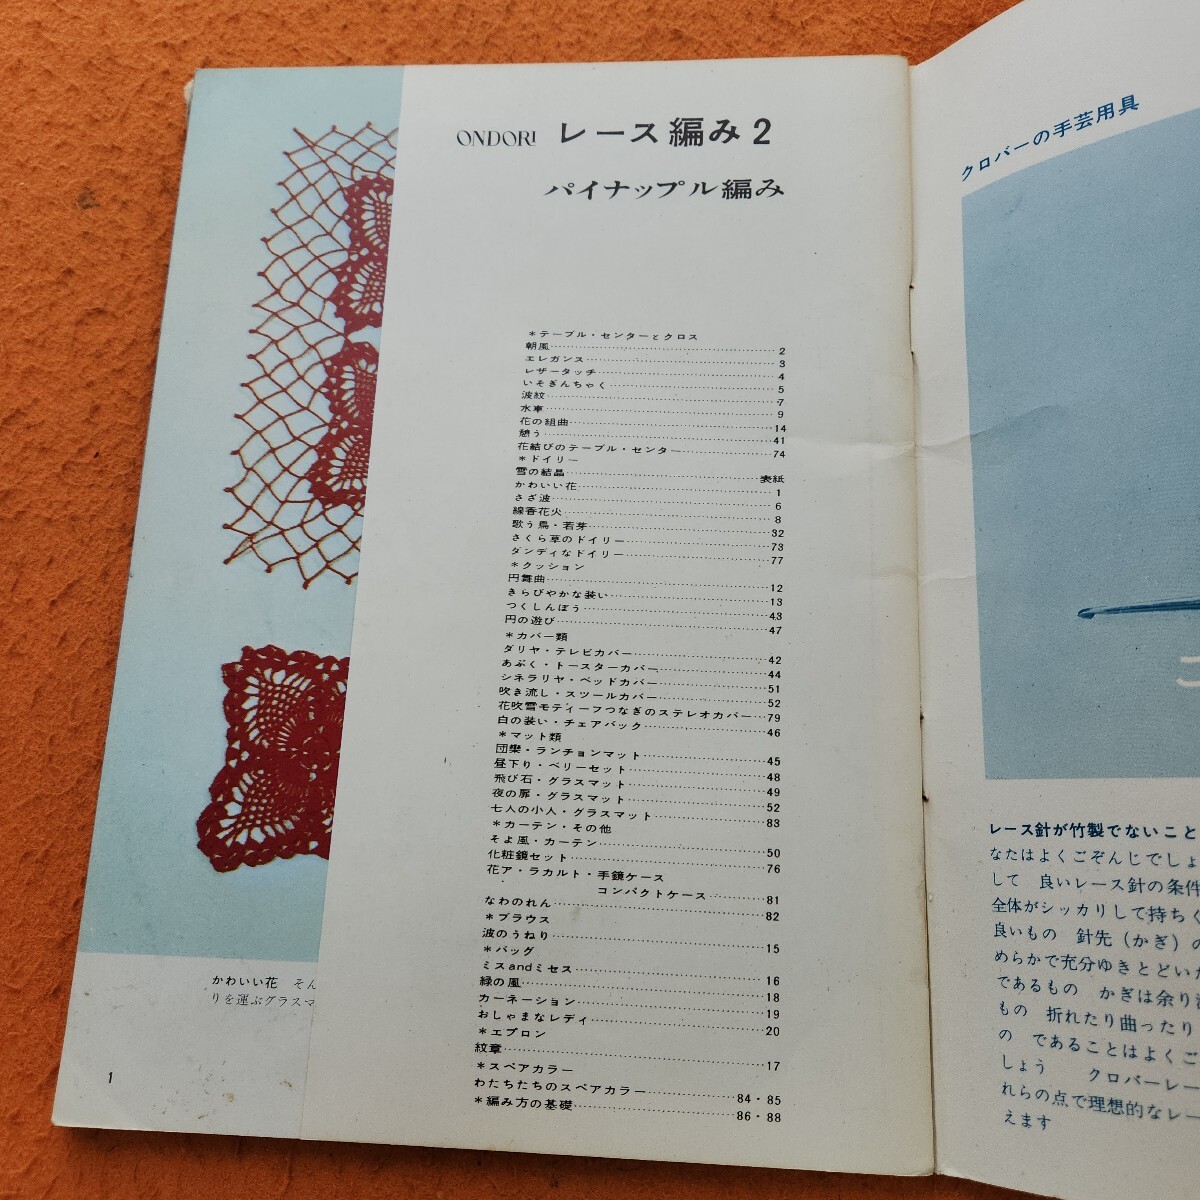 ONDORI レース編み2
パイナップル編み
*テーブル・センターとクロス
朝風 2
エレガンス 3
レザータッチ 4
いそぎんちゃく 5
波紋 7
水車 9
花の組曲 14
憩う 41
花結びのテーブル・センター 74
*ドイリー
雪の結晶 表紙
かわいい花 1
さざ波 6
線香花火 8
歌う鳥・若芽 32
さくら草のドイリー 73
ダンディなドイリー 77
*クッション
円舞曲 12
きらびやかな装い 13
つくしんぼう 43
円の遊び 47
*カバー類
ダリヤ・テレビカバー 42
あぶく・トースターカバー 44
シネラリヤ・ベッドカバー 51
吹き流し・スツールカバー 52
花吹雪モティーフつなぎのステレオカバー 79
白の装い・チェアバック 46
*マット類
団欒・ランチョンマット 45
昼下り・ベリーセット 48
飛び石・グラスマット 49
夜の扉・グラスマット 52
七人の小人・グラスマット 83
*カーテン・その他
そよ風・カーテン 50
化粧鏡セット 76
花ア・ラカルト・手鏡ケース
コンパクトケース 81
なわのれん 82
*ブラウス
波のうねり 15
*バッグ
ミスandミセス 16
緑の風 18
カーネーション 19
おしゃまなレディ 20
*エプロン
紋章 17
*スペアカラー
わたちたちのスペアカラー 84・85
*編み方の基礎 86・88
かわいい花 そん
りを運ぶグラスマ
1
クロバーの手芸用具
レース針が竹製でないこと
なたはよくごぞんじでしょ
して 良いレース針の条件
全体がシッカリして持ちく
良いもの 針先(かぎ)の
めらかで充分ゆきとどいた
であるもの かぎは余り
もの 折れたり曲ったり
の であることはよくご
しょう クロバーレー
れらの点で理想的なレー
えます